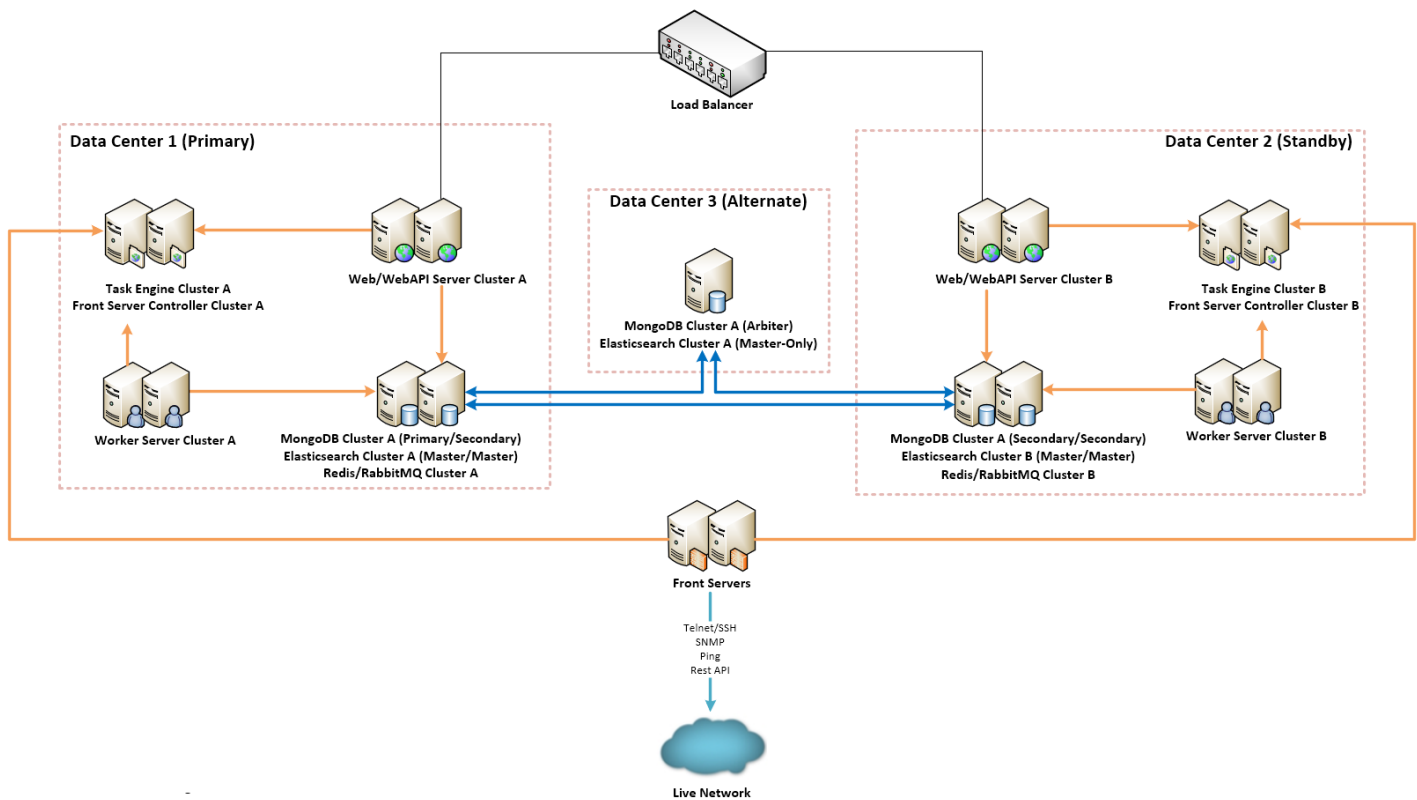 Load Balancer
Data Center 1 (Primary)
Data Center 2 (Standby)
Data Center 3 (Alternate)
Task Engine Cluster A
Front Server Controller Cluster A
Web/WebAPI Server Cluster A
MongoDB Cluster A (Arbiter)
Elasticsearch Cluster A (Master-Only)
Web/WebAPI Server Cluster B
Task Engine Cluster B
Front Server Controller Cluster B
Worker Server Cluster A
MongoDB Cluster A (Primary/Secondary)
Elasticsearch Cluster A (Master/Master)
Redis/RabbitMQ Cluster A
MongoDB Cluster A (Secondary/Secondary)
Elasticsearch Cluster B (Master/Master)
Redis/RabbitMQ Cluster B
Worker Server Cluster B
Front Servers
Telnet/SSH
SNMP
Ping
Rest API
Live Network